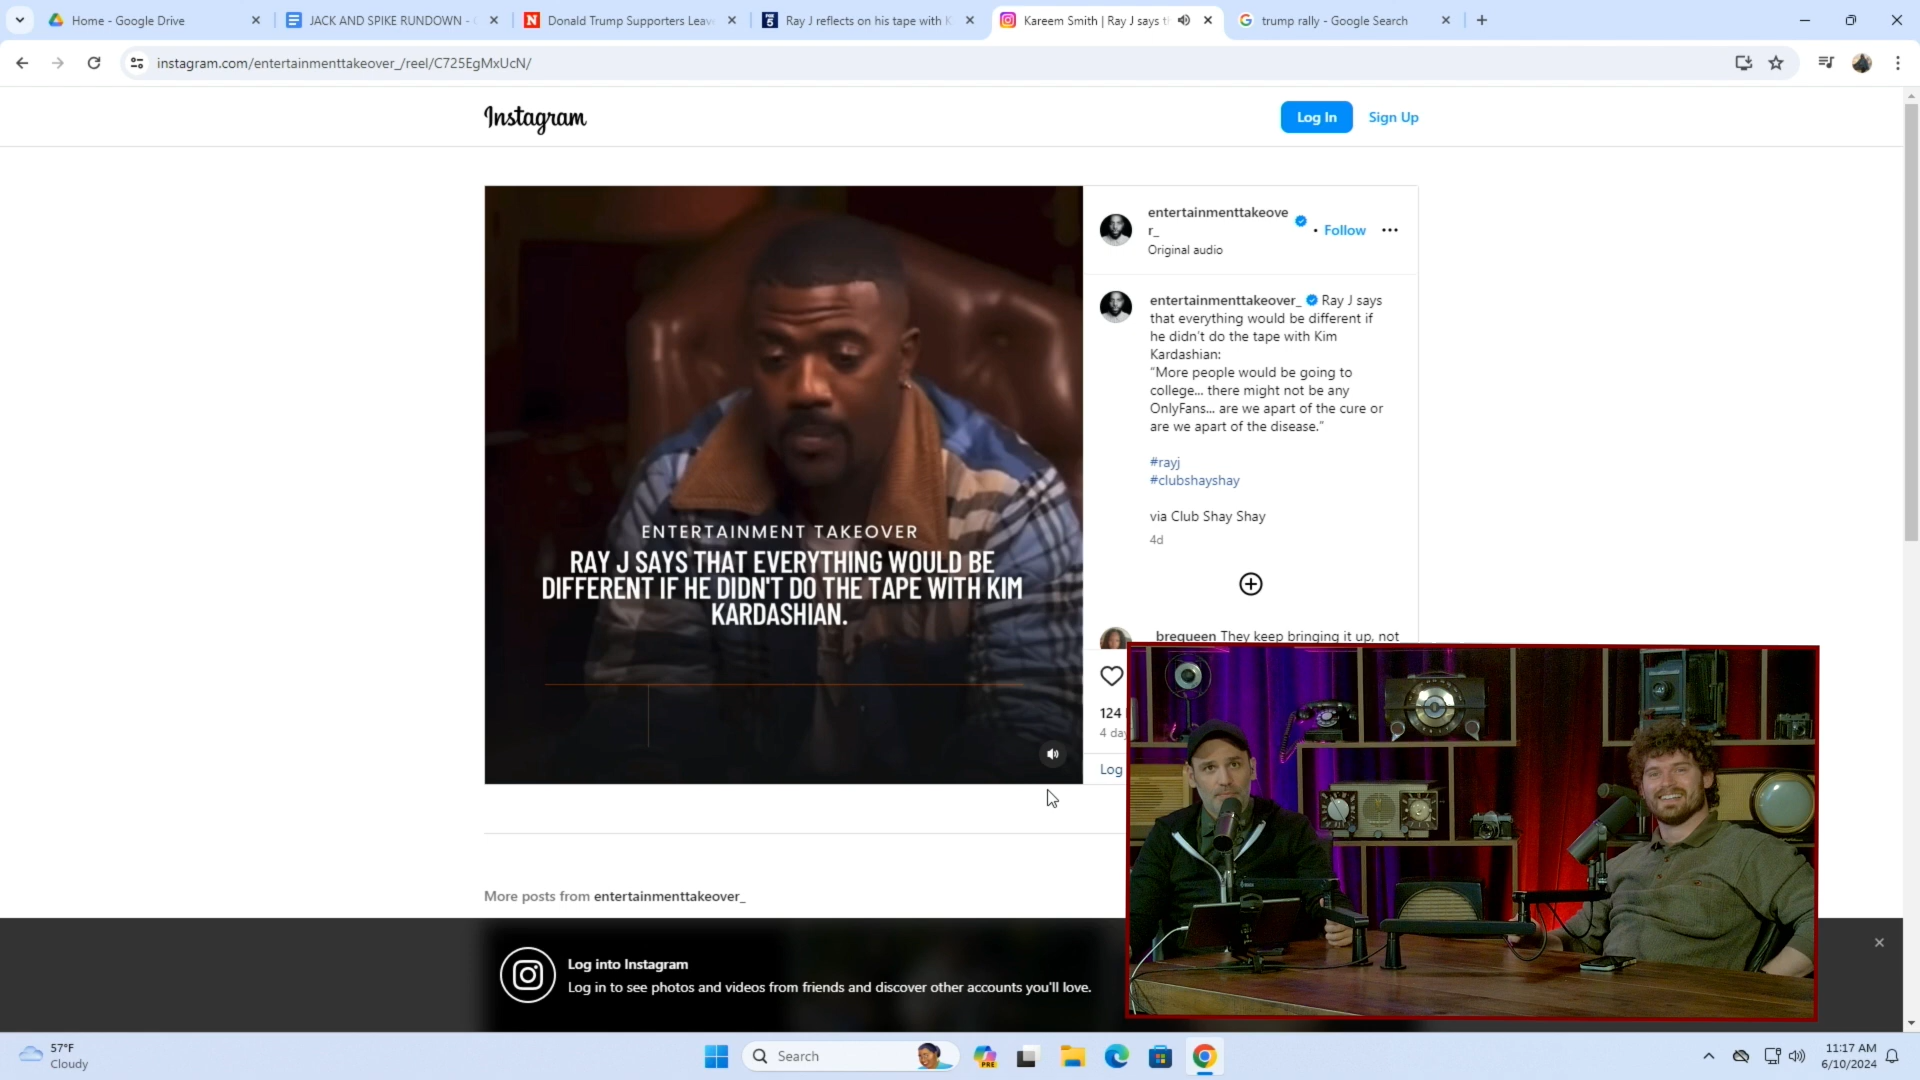 Home - Google Drive
JACK AND SPIKE RUNDOWN -
Donald Trump Supporters Leav
Ray J reflects on his tape with K
Kareem Smith | Ray J says t
trump rally - Google Search
instagram.com/entertainmenttakeover_/reel/C725EgMxUcN/
Instagram
Log In
Sign Up
entertainmenttakeove
r_
• Follow
Original audio
entertainmenttakeover_ Ray J says
that everything would be different if
he didn't do the tape with Kim
Kardashian:
"More people would be going to
college... there might not be any
OnlyFans... are we apart of the cure or
are we apart of the disease."
#rayj
#clubshayshay
via Club Shay Shay
4d
brequeen They keep bringing it up, not
ENTERTAINMENT TAKEOVER
RAY J SAYS THAT EVERYTHING WOULD BE
DIFFERENT IF HE DIDN'T DO THE TAPE WITH KIM
KARDASHIAN.
124
4 day
Log
More posts from entertainmenttakeover_
Log into Instagram
Log in to see photos and videos from friends and discover other accounts you'll love.
57°F
Cloudy
Search
PRE
11:17 AM
6/10/2024